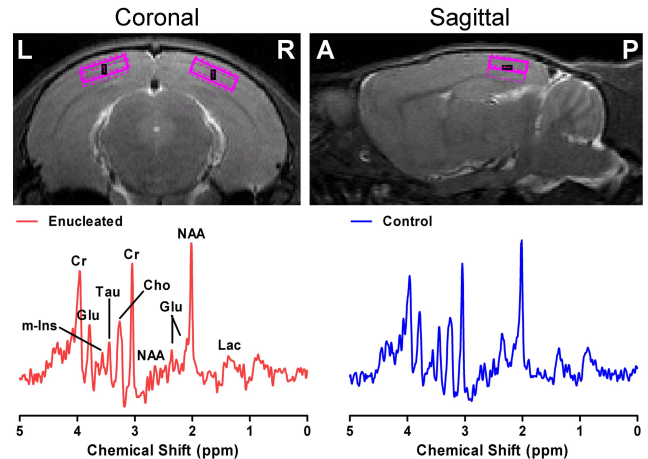 Coronal
Sagittal
L
R
A
P
Enucleated
Control
NAA
Cr
Cr
Tau
Cho
Glu
Glu
m-Ins
NAA
Lac
5 4 3 2 1 0
Chemical Shift (ppm)
5 4 3 2 1 0
Chemical Shift (ppm)